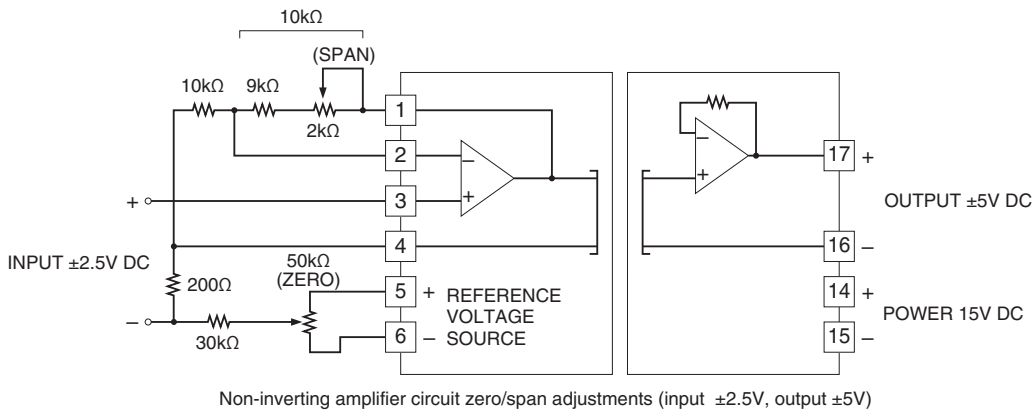 10kΩ
(SPAN)
10kΩ
9kΩ
2kΩ
1
2
3
4
5
6
–
+
+
INPUT ±2.5V DC
–
200Ω
30kΩ
50kΩ
(ZERO)
+
–
REFERENCE
VOLTAGE
SOURCE
–
+
17
16
14
15
+
OUTPUT ±5V DC
–
+
POWER 15V DC
–
Non-inverting amplifier circuit zero/span adjustments (input ±2.5V, output ±5V)